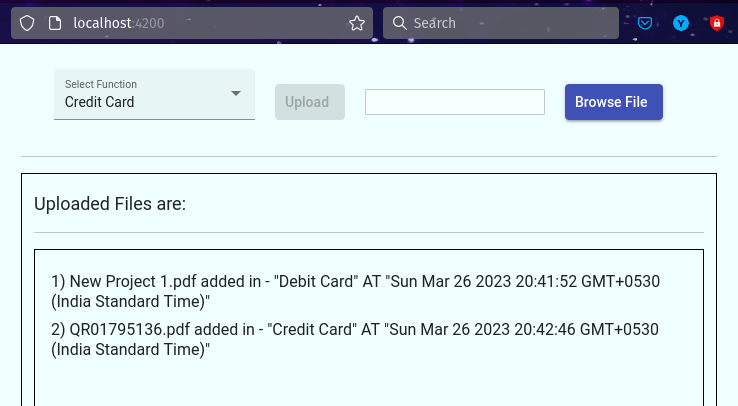 localhost:4200
Search
Y
Select Function
Credit Card
Upload
Browse File
Uploaded Files are:
1) New Project 1.pdf added in - "Debit Card" AT "Sun Mar 26 2023 20:41:52 GMT+0530
(India Standard Time)"
2) QR01795136.pdf added in - "Credit Card" AT "Sun Mar 26 2023 20:42:46 GMT+0530
(India Standard Time)"